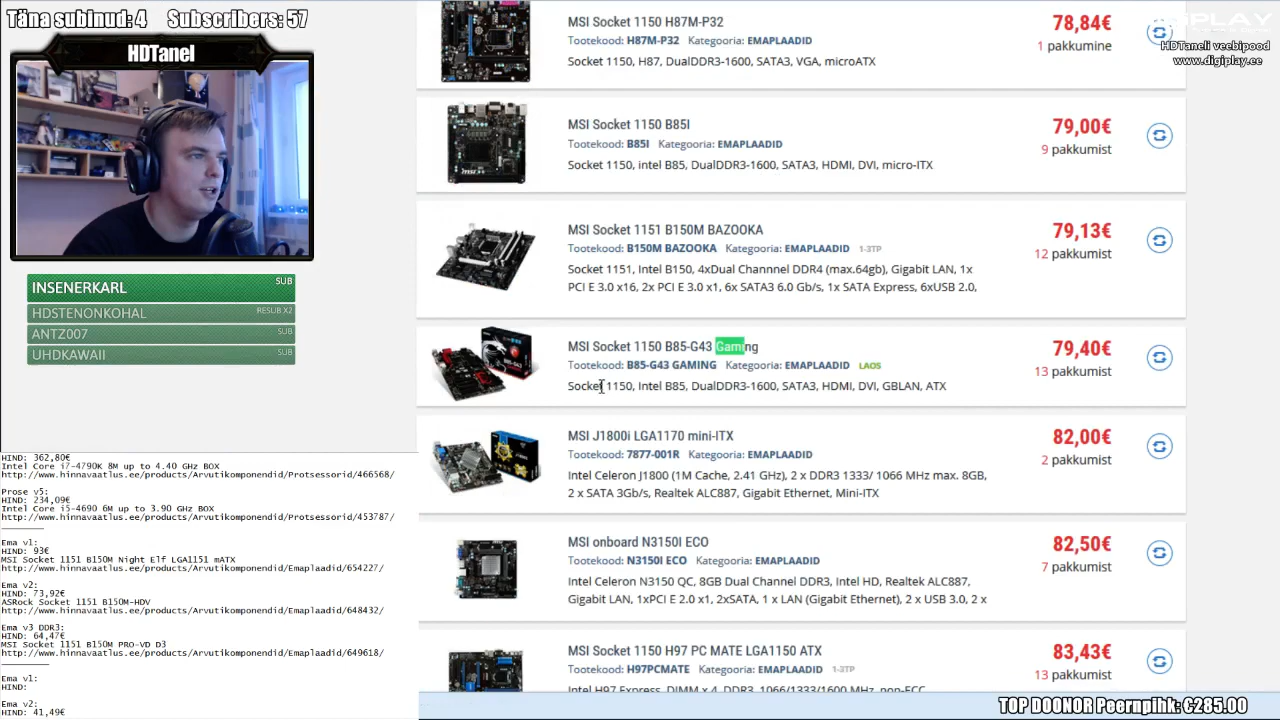 Täna subinud: 4 Subscribers: 57
HDTanel
INSENERKARL SUB
HDSTENONKOHAL RESUB X2
ANTZ007 SUB
UHDKAWAII SUB
HIND: 362,80€
Intel Core i7-4790K 8M up to 4.40 GHz BOX
http://www.hinnavaatlus.ee/products/Arvutikomponendid/Protsessorid/466568/
Prose v5:
HIND: 234,09€
Intel Core i5-4690 6M up to 3.90 GHz BOX
http://www.hinnavaatlus.ee/products/Arvutikomponendid/Protsessorid/453787/
Ema v1:
HIND: 93€
MSI Socket 1151 B150M Night Elf LGA1151 mATX
http://www.hinnavaatlus.ee/products/Arvutikomponendid/Emaplaadid/654227/
Ema v2:
HIND: 73,92€
ASRock Socket 1151 B150M-HDV
http://www.hinnavaatlus.ee/products/Arvutikomponendid/Emaplaadid/648432/
Ema v3 DDR3:
HIND: 64,47€
MSI Socket 1151 B150M PRO-VD D3
http://www.hinnavaatlus.ee/products/Arvutikomponendid/Emaplaadid/649618/
Ema v1:
HIND:
Ema v2:
HIND: 41,49€
MSI Socket 1150 H87M-P32 78,84€
Tootekood: H87M-P32 Kategooria: EMAPLAADID 1 pakkumine
Socket 1150, H87, DualDDR3-1600, SATA3, VGA, microATX
HDTaneli veebipood
www.digiplay.ee
MSI Socket 1150 B85I 79,00€
Tootekood: B85I Kategooria: EMAPLAADID 9 pakkumist
Socket 1150, intel B85, DualDDR3-1600, SATA3, HDMI, DVI, micro-ITX
MSI Socket 1151 B150M BAZOOKA 79,13€
Tootekood: B150M BAZOOKA Kategooria: EMAPLAADID 1-3TP 12 pakkumist
Socket 1151, Intel B150, 4xDual Channnel DDR4 (max.64gb), Gigabit LAN, 1x
PCI E 3.0 x16, 2x PCI E 3.0 x1, 6x SATA3 6.0 Gb/s, 1x SATA Express, 6xUSB 2.0,
MSI Socket 1150 B85-G43 Gaming 79,40€
Tootekood: B85-G43 GAMING Kategooria: EMAPLAADID LAOS 13 pakkumist
Socket 1150, Intel B85, DualDDR3-1600, SATA3, HDMI, DVI, GBLAN, ATX
MSI J1800i LGA1170 mini-ITX 82,00€
Tootekood: 7877-001R Kategooria: EMAPLAADID 2 pakkumist
Intel Celeron J1800 (1M Cache, 2.41 GHz), 2 x DDR3 1333/ 1066 MHz max. 8GB,
2 x SATA 3Gb/s, Realtek ALC887, Gigabit Ethernet, Mini-ITX
MSI onboard N3150I ECO 82,50€
Tootekood: N3150I ECO Kategooria: EMAPLAADID 7 pakkumist
Intel Celeron N3150 QC, 8GB Dual Channel DDR3, Intel HD, Realtek ALC887,
Gigabit LAN, 1xPCI E 2.0 x1, 2xSATA, 1 x LAN (Gigabit Ethernet), 2 x USB 3.0, 2 x
MSI Socket 1150 H97 PC MATE LGA1150 ATX 83,43€
Tootekood: H97PCMATE Kategooria: EMAPLAADID 1-3TP 13 pakkumist
Intel H97 Express, DIMM x 4, DDR3, 1066/1333/1600 MHz, non-ECC
TOP DOONOR Peernpihk: €285.00